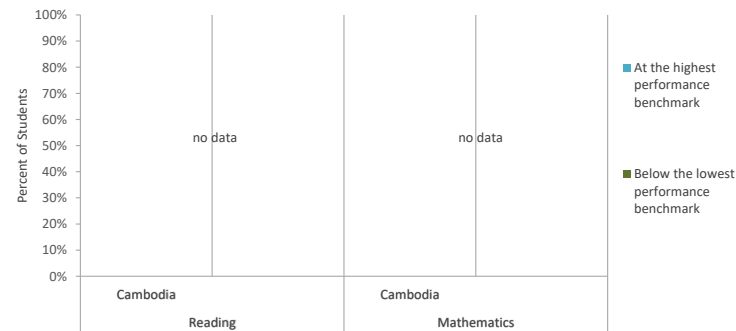 Percent of Students
100%
90%
80%
70%
60%
50%
40%
30%
20%
10%
0%
no data
no data
Cambodia
Cambodia
Reading
Mathematics
At the highest
performance
benchmark
Below the lowest
performance
benchmark